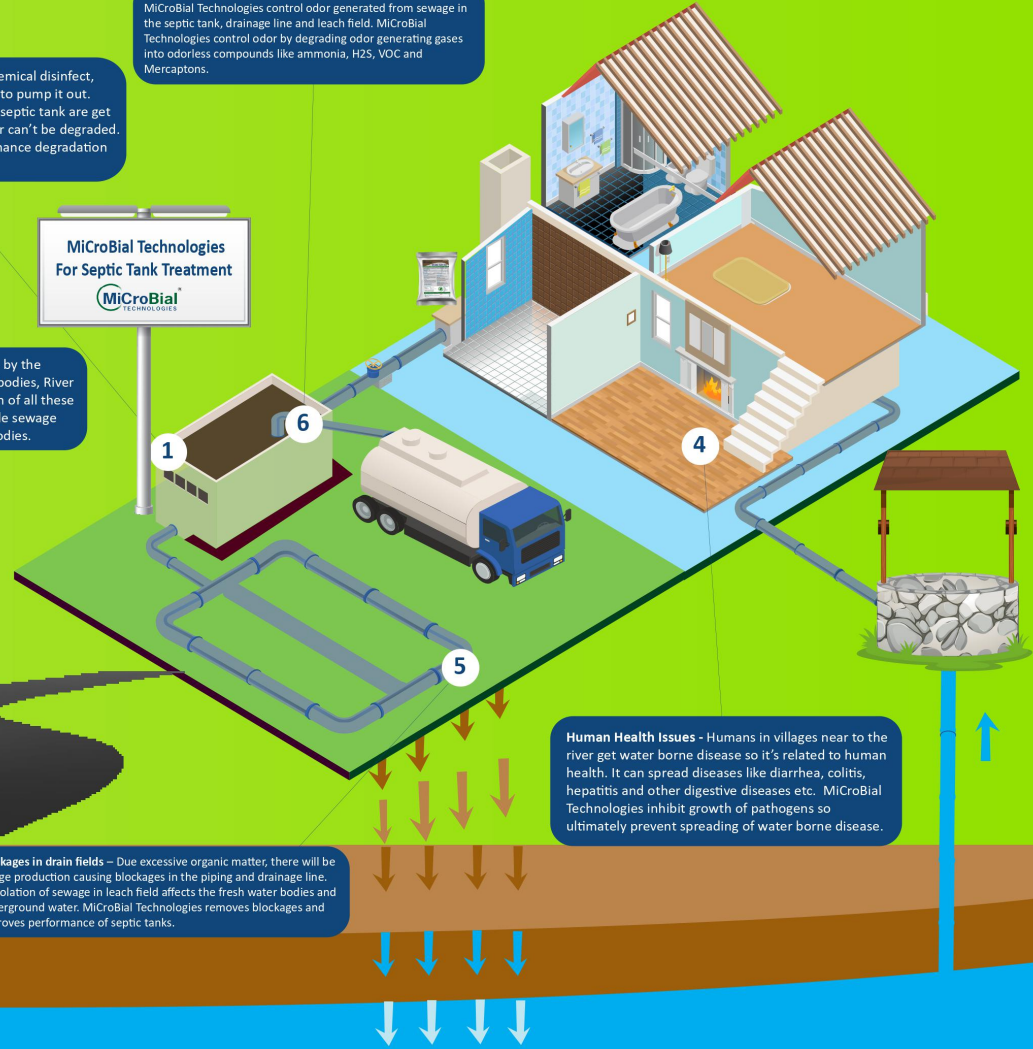 MiCroBial Technologies control odor generated from sewage in
the septic tank, drainage line and leach field. MiCroBial
Technologies control odor by degrading odor generating gases
into odorless compounds like ammonia, H2S, VOC and
Mercaptons.
emical disinfect,
to pump it out.
septic tank are get
r can't be degraded.
nance degradation
MiCroBial Technologies
For Septic Tank Treatment
MiCroBial
TECHNOLOGIES
by the
bodies, River
n of all these
le sewage
odies.
1
6
4
5
Human Health Issues - Humans in villages near to the
river get water borne disease so it's related to human
health. It can spread diseases like diarrhea, colitis,
hepatitis and other digestive diseases etc. MiCroBial
Technologies inhibit growth of pathogens so
ultimately prevent spreading of water borne disease.
kages in drain fields – Due excessive organic matter, there will be
ge production causing blockages in the piping and drainage line.
olation of sewage in leach field affects the fresh water bodies and
erground water. MiCroBial Technologies removes blockages and
roves performance of septic tanks.